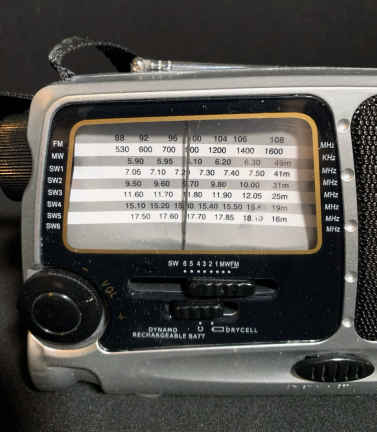 FM 88 92 96 100 104 106 108 MHz
MW 530 600 700 1200 1400 1600 KHz
SW1 5.90 5.95 6.10 6.20 6.30 49m MHz
SW2 7.05 7.10 7.30 7.40 7.50 41m MHz
SW3 9.50 9.60 9.70 9.80 10.00 31m MHz
SW4 11.60 11.70 11.80 11.90 12.05 25m MHz
SW5 15.10 15.20 15.40 15.50 19m MHz
SW6 17.50 17.60 17.70 17.85 16m MHz
SW 6 5 4 3 2 1 MW FM
- VOL +
DYNAMO DRYCELL
RECHARGEABLE BATT